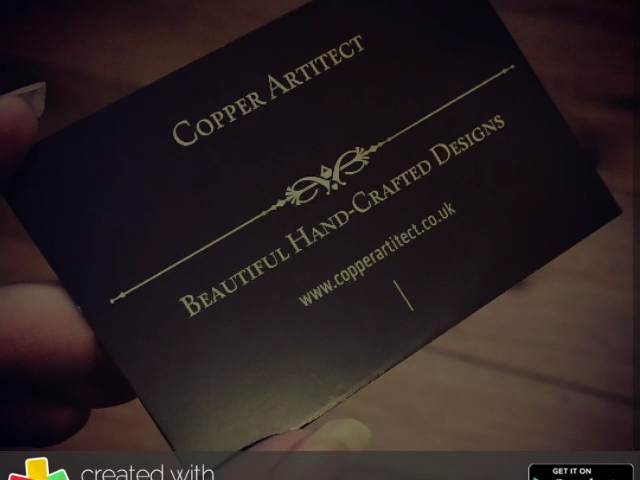 COPPER ARTITECT
BEAUTIFUL HAND-CRAFTED DESIGNS
www.copperartitect.co.uk
created with
GET IT ON